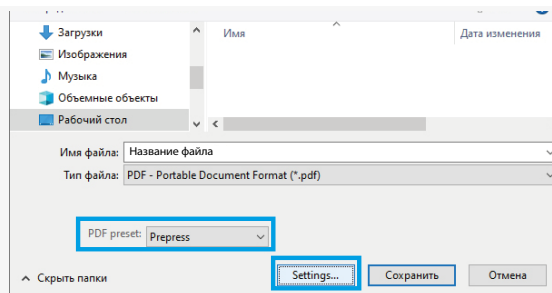 Загрузки
Имя
Дата изменения
Изображения
Музыка
Объемные объекты
Рабочий стол
Имя файла: Название файла
Тип файла: PDF - Portable Document Format (*.pdf)
PDF preset: Prepress
Скрыть папки
Settings...
Сохранить
Отмена